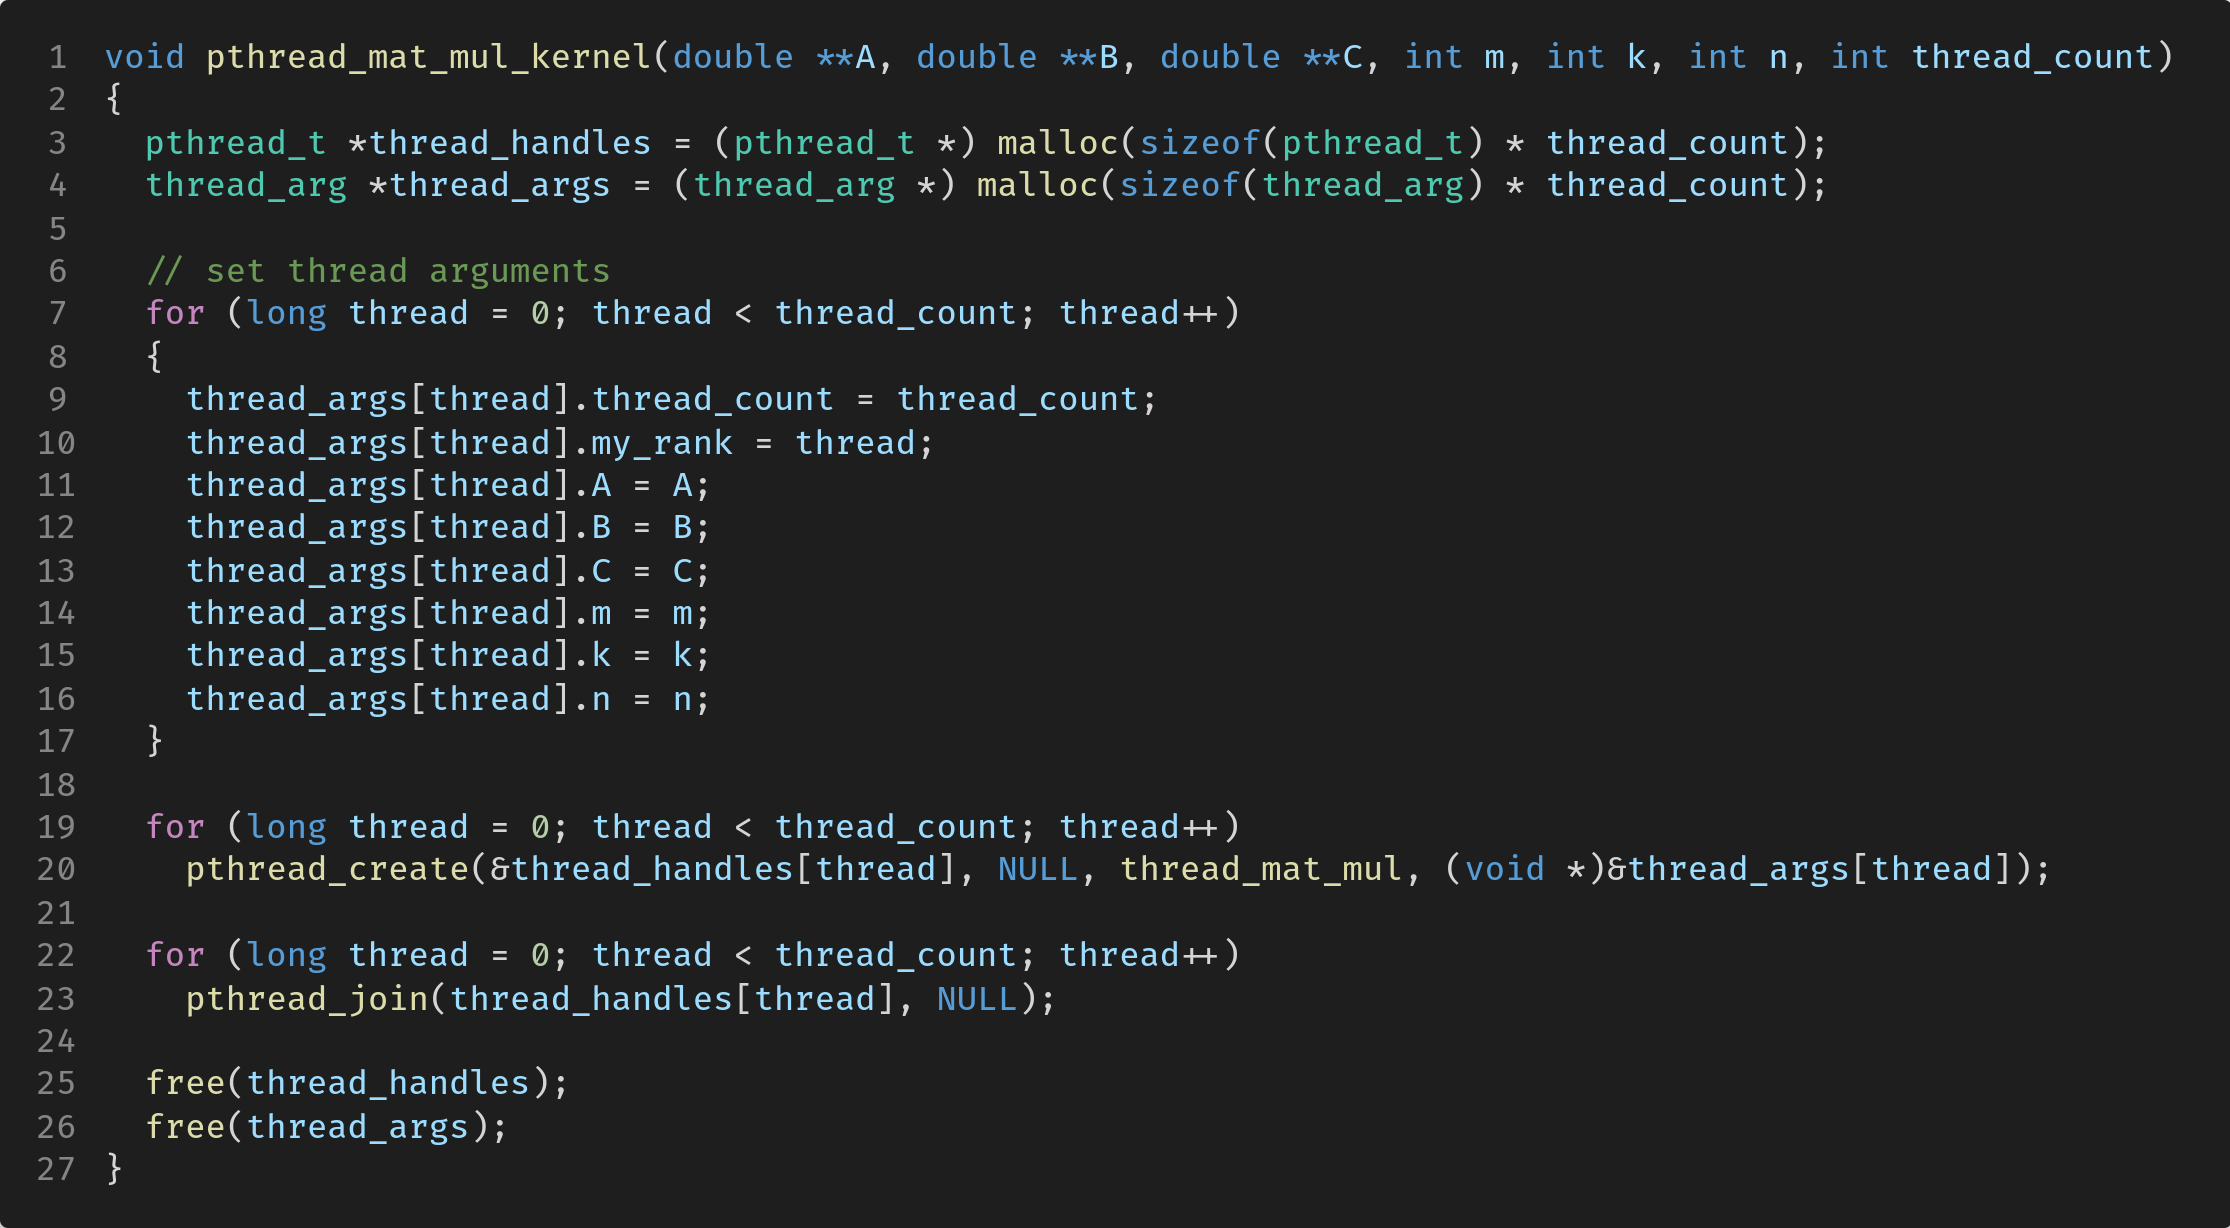 1 void pthread_mat_mul_kernel(double **A, double **B, double **C, int m, int k, int n, int thread_count)
2 {
3   pthread_t *thread_handles = (pthread_t *) malloc(sizeof(pthread_t) * thread_count);
4   thread_arg *thread_args = (thread_arg *) malloc(sizeof(thread_arg) * thread_count);
5
6   // set thread arguments
7   for (long thread = 0; thread < thread_count; thread++)
8   {
9     thread_args[thread].thread_count = thread_count;
10     thread_args[thread].my_rank = thread;
11     thread_args[thread].A = A;
12     thread_args[thread].B = B;
13     thread_args[thread].C = C;
14     thread_args[thread].m = m;
15     thread_args[thread].k = k;
16     thread_args[thread].n = n;
17   }
18
19   for (long thread = 0; thread < thread_count; thread++)
20     pthread_create(&thread_handles[thread], NULL, thread_mat_mul, (void *)&thread_args[thread]);
21
22   for (long thread = 0; thread < thread_count; thread++)
23     pthread_join(thread_handles[thread], NULL);
24
25   free(thread_handles);
26   free(thread_args);
27 }